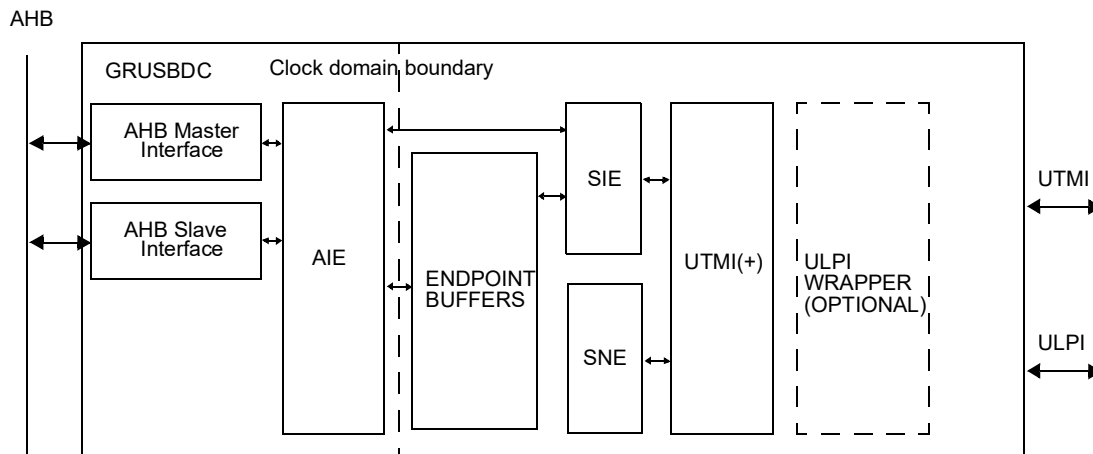 AHB
GRUSBDC
Clock domain boundary
AHB Master
Interface
AHB Slave
Interface
AIE
ENDPOINT
BUFFERS
SIE
SNE
UTMI(+)
ULPI
WRAPPER
(OPTIONAL)
UTMI
ULPI